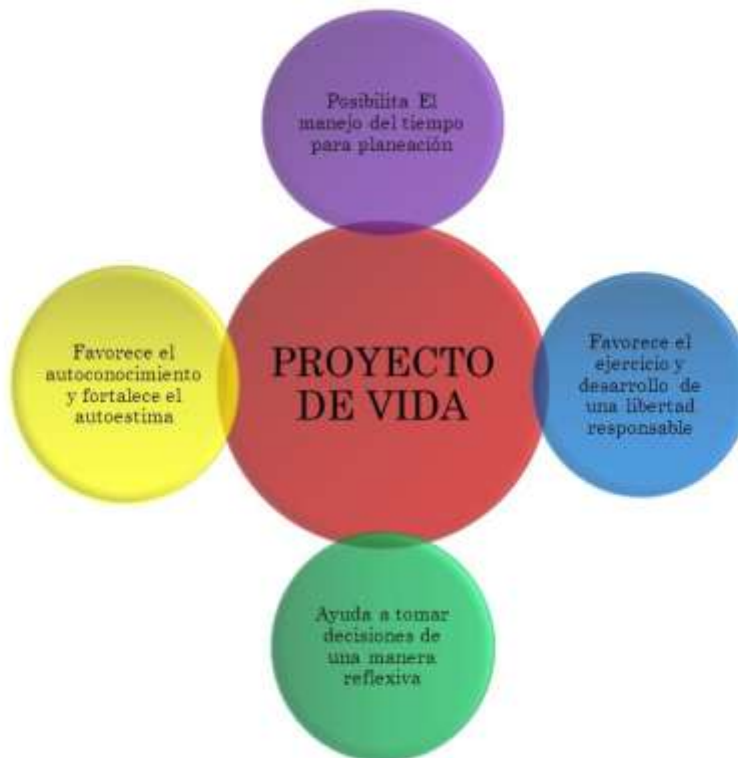 Posibilita El
manejo del tiempo
para planeación
Favorece el
autoconocimiento
y fortalece el
autoestima
PROYECTO
DE VIDA
Favorece el
ejercicio y
desarrollo de
una libertad
responsable
Ayuda a tomar
decisiones de
una manera
reflexiva